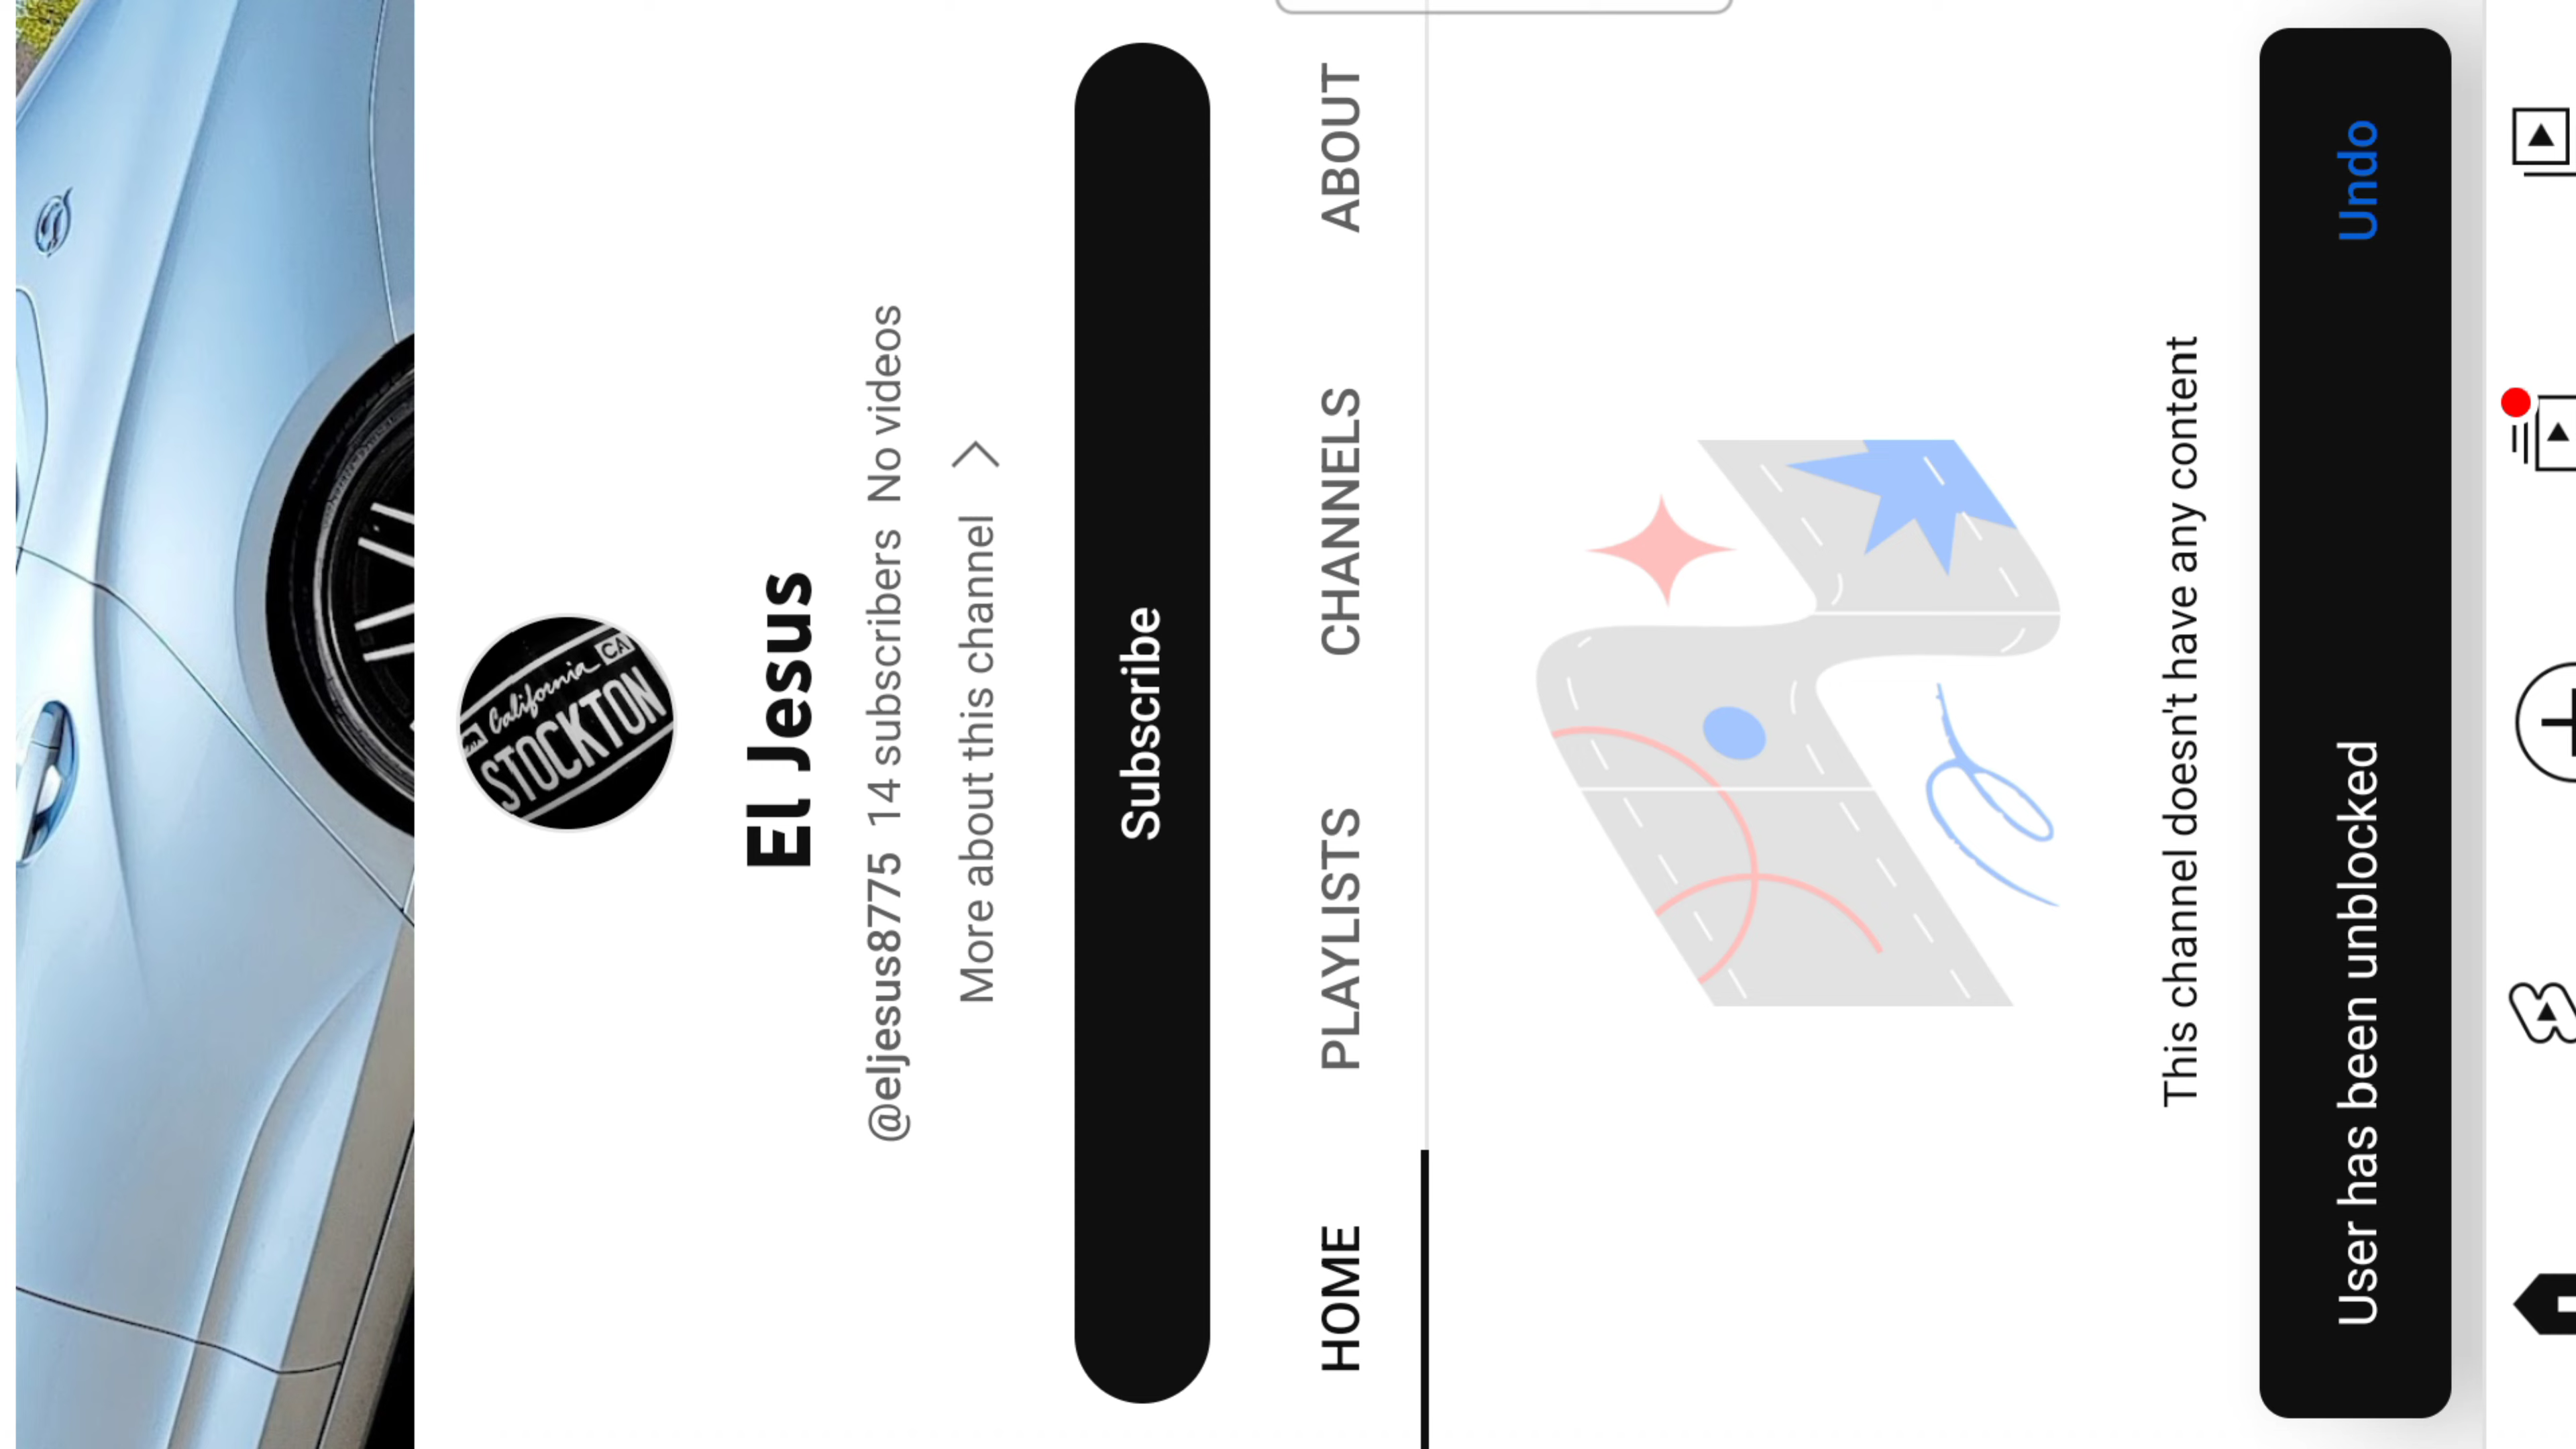 California CA
STOCKTON
El Jesus
@eljesus8775 14 subscribers No videos
More about this channel
Subscribe
HOME PLAYLISTS CHANNELS ABOUT
This channel doesn't have any content
User has been unblocked Undo